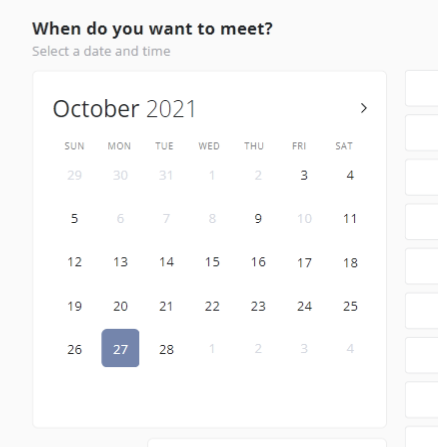 When do you want to meet?
Select a date and time
October 2021
SUN MON TUE WED THU FRI SAT
29 30 31 1 2 3 4
5 6 7 8 9 10 11
12 13 14 15 16 17 18
19 20 21 22 23 24 25
26 27 28 1 2 3 4